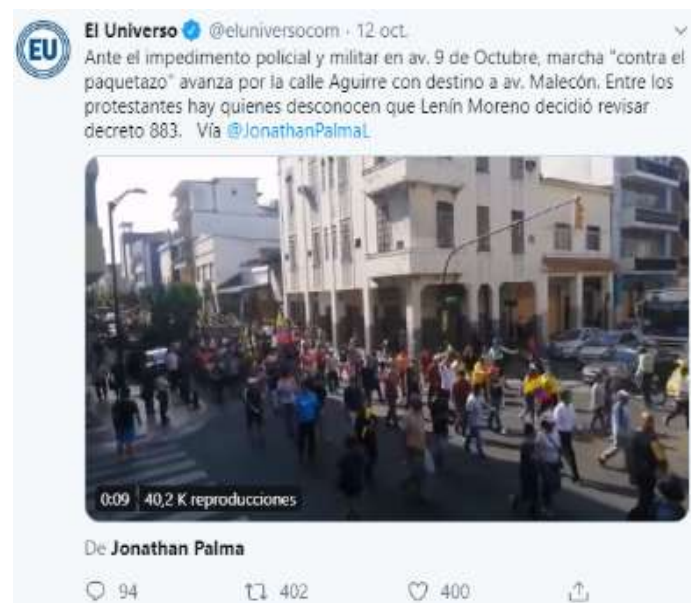 EU
El Universo @eluniversocom · 12 oct.
Ante el impedimento policial y militar en av. 9 de Octubre, marcha "contra el
paquetazo" avanza por la calle Aguirre con destino a av. Malecón. Entre los
protestantes hay quienes desconocen que Lenín Moreno decidió revisar
decreto 883. Vía @JonathanPalmaL
0:09 40,2 K reproducciones
De Jonathan Palma
94 402 400